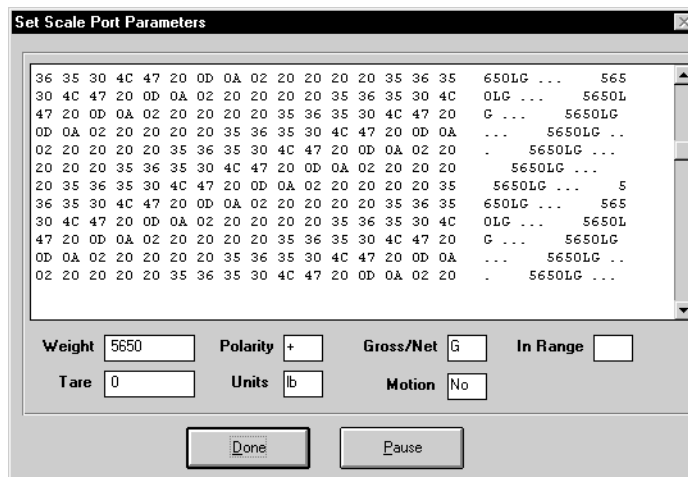 Set Scale Port Parameters
36 35 30 4C 47 20 0D 0A 02 20 20 20 20 35 36 35 650LG ... 565
30 4C 47 20 0D 0A 02 20 20 20 20 35 36 35 30 4C 0LG ... 5650L
47 20 0D 0A 02 20 20 20 20 35 36 35 30 4C 47 20 G ... 5650LG
0D 0A 02 20 20 20 20 35 36 35 30 4C 47 20 0D 0A ... 5650LG ..
02 20 20 20 20 35 36 35 30 4C 47 20 0D 0A 02 20 . 5650LG ...
20 20 20 35 36 35 30 4C 47 20 0D 0A 02 20 20 20 5650LG ...
20 35 36 35 30 4C 47 20 0D 0A 02 20 20 20 20 35 5650LG ... 5
36 35 30 4C 47 20 0D 0A 02 20 20 20 20 35 36 35 650LG ... 565
30 4C 47 20 0D 0A 02 20 20 20 20 35 36 35 30 4C 0LG ... 5650L
47 20 0D 0A 02 20 20 20 20 35 36 35 30 4C 47 20 G ... 5650LG
0D 0A 02 20 20 20 20 35 36 35 30 4C 47 20 0D 0A ... 5650LG ..
02 20 20 20 20 35 36 35 30 4C 47 20 0D 0A 02 20 . 5650LG ...
Weight 5650 Polarity + Gross/Net G In Range
Tare 0 Units lb Motion No
Done Pause